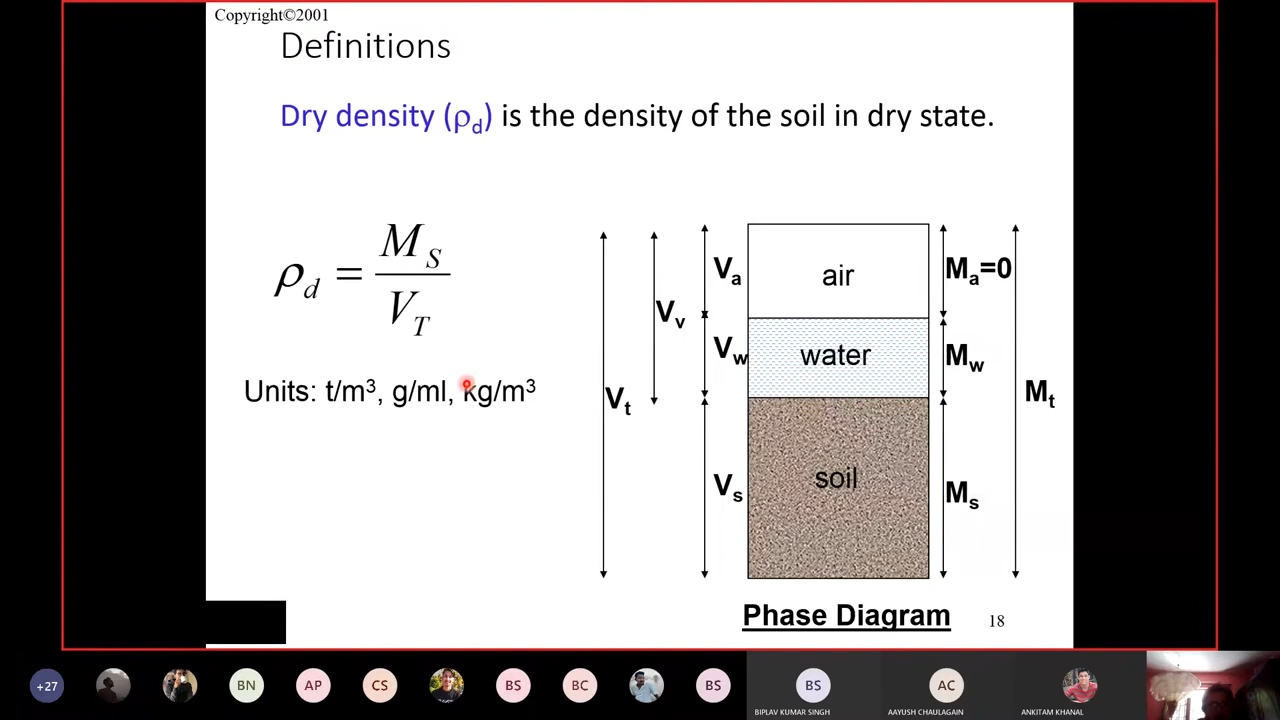 Copyright©2001
Definitions
Dry density (ρd) is the density of the soil in dry state.
ρd = MS / VT
Units: t/m³, g/ml, kg/m³
Vt
Vv
Va
Vw
Vs
air
water
soil
Ma=0
Mw
Ms
Mt
Phase Diagram
18
+27
BN
AP
CS
BS
BC
BS
BS
AC
BIPLAV KUMAR SINGH
AAYUSH CHAULAGAIN
ANKITAM KHANAL